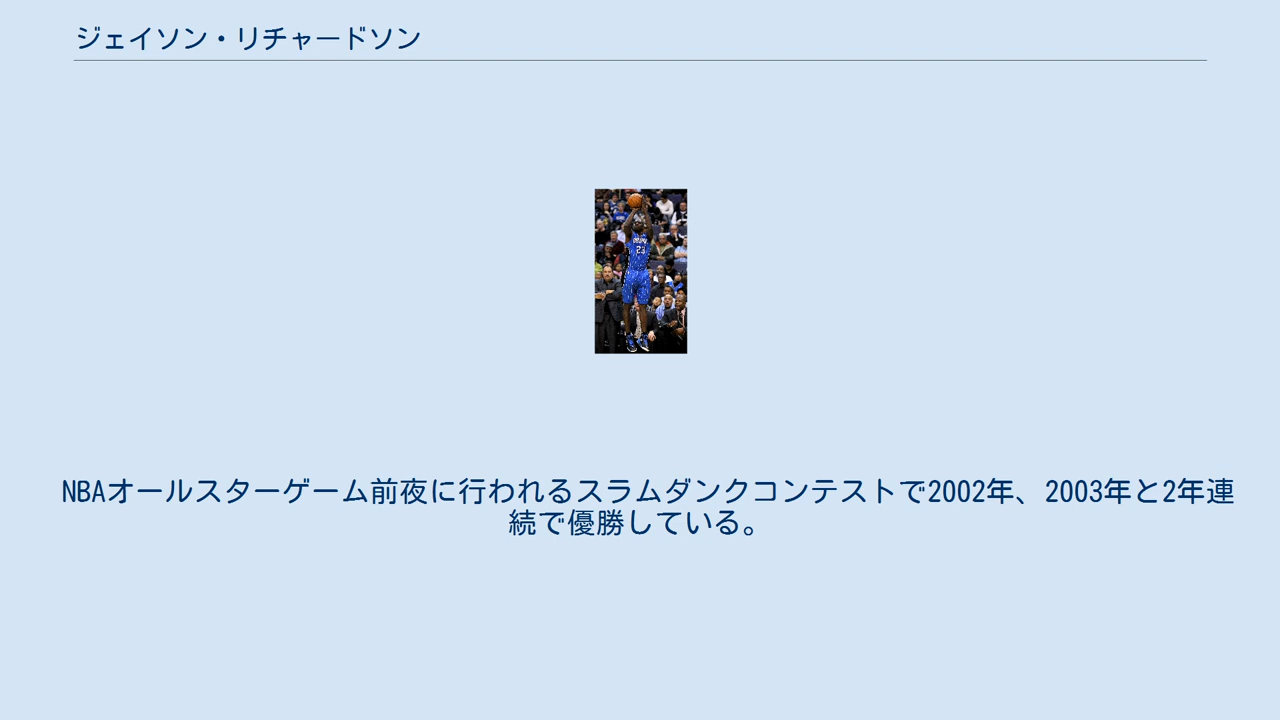 ジェイソン・リチャードソン
23
NBAオールスターゲーム前夜に行われるスラムダンクコンテストで2002年、2003年と2年連
続で優勝している。